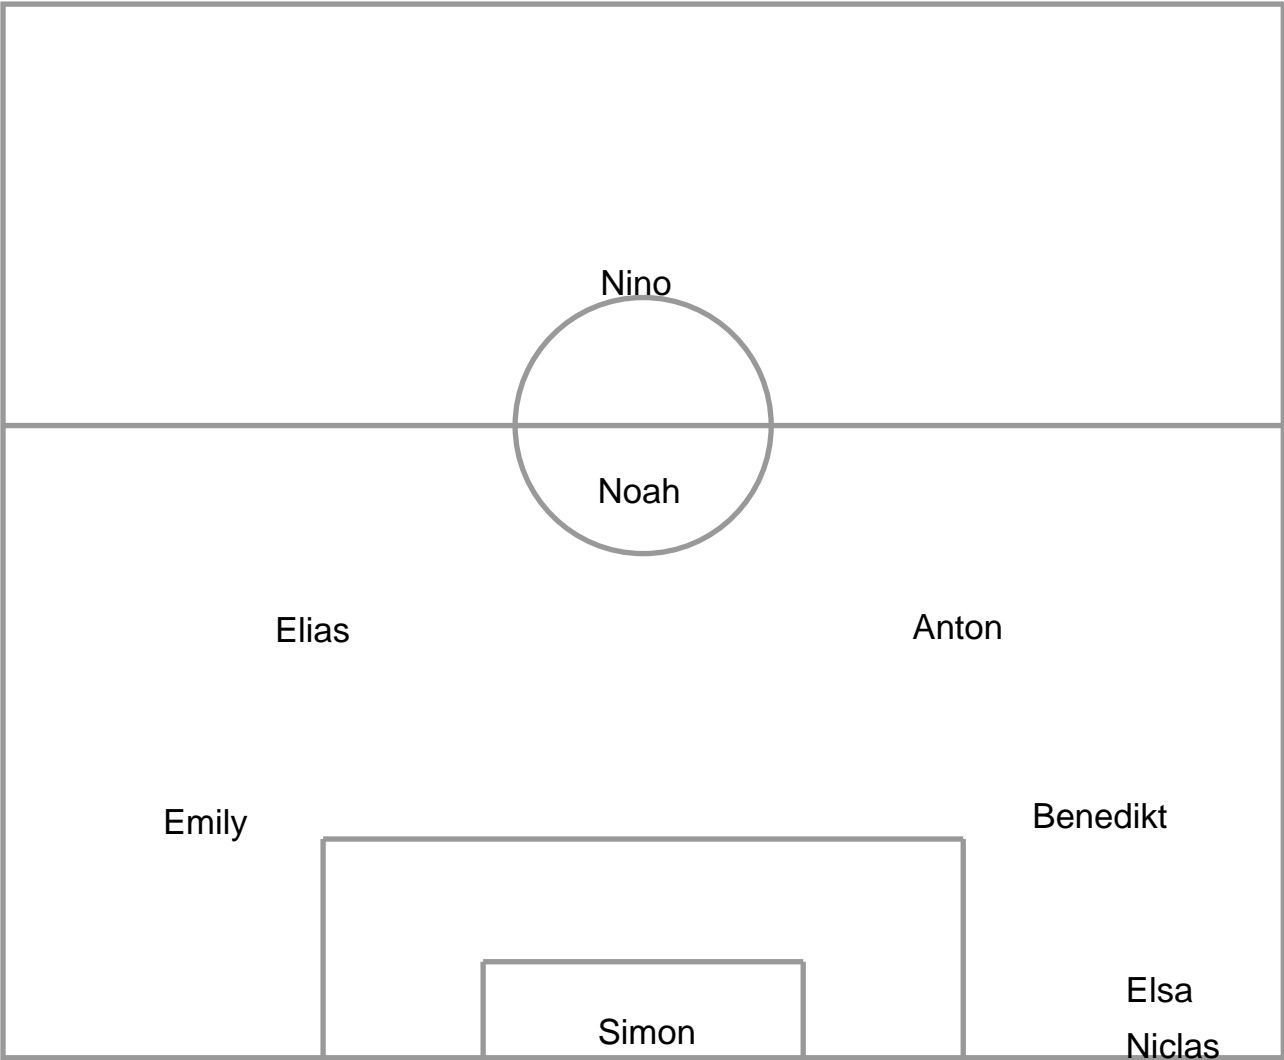 Nino
Noah
Elias
Anton
Emily
Benedikt
Elsa
Simon
Niclas